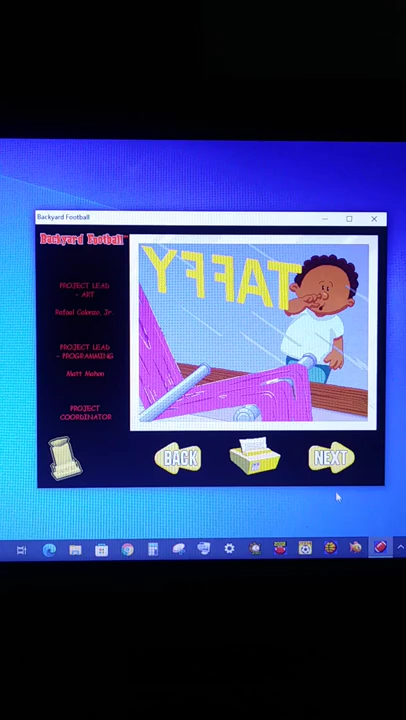 Backyard Football
Backyard Football
PROJECT LEAD
- ART
Rafael Calonzo, Jr.
PROJECT LEAD
- PROGRAMMING
Matt Mahon
PROJECT
COORDINATOR
TAFFY
BACK
NEXT